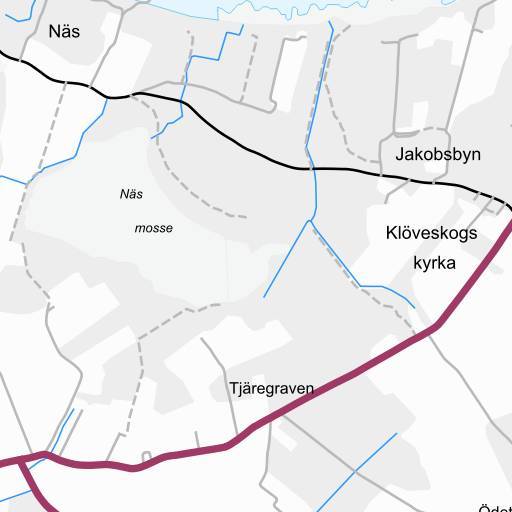 Näs
Jakobsbyn
Näs
mosse
Klöveskogs
kyrka
Tjäregraven